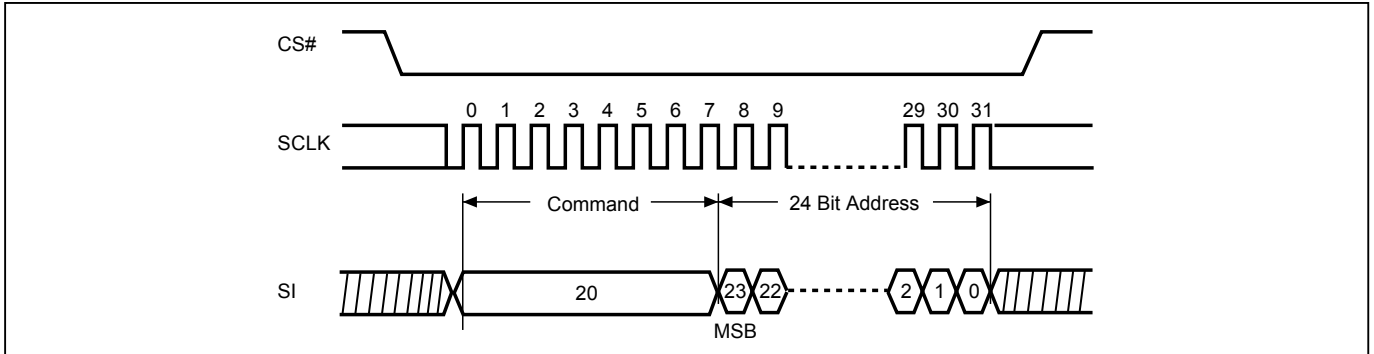 CS#
0 1 2 3 4 5 6 7 8 9 29 30 31
SCLK
Command 24 Bit Address
SI 20 23 22 2 1 0
MSB